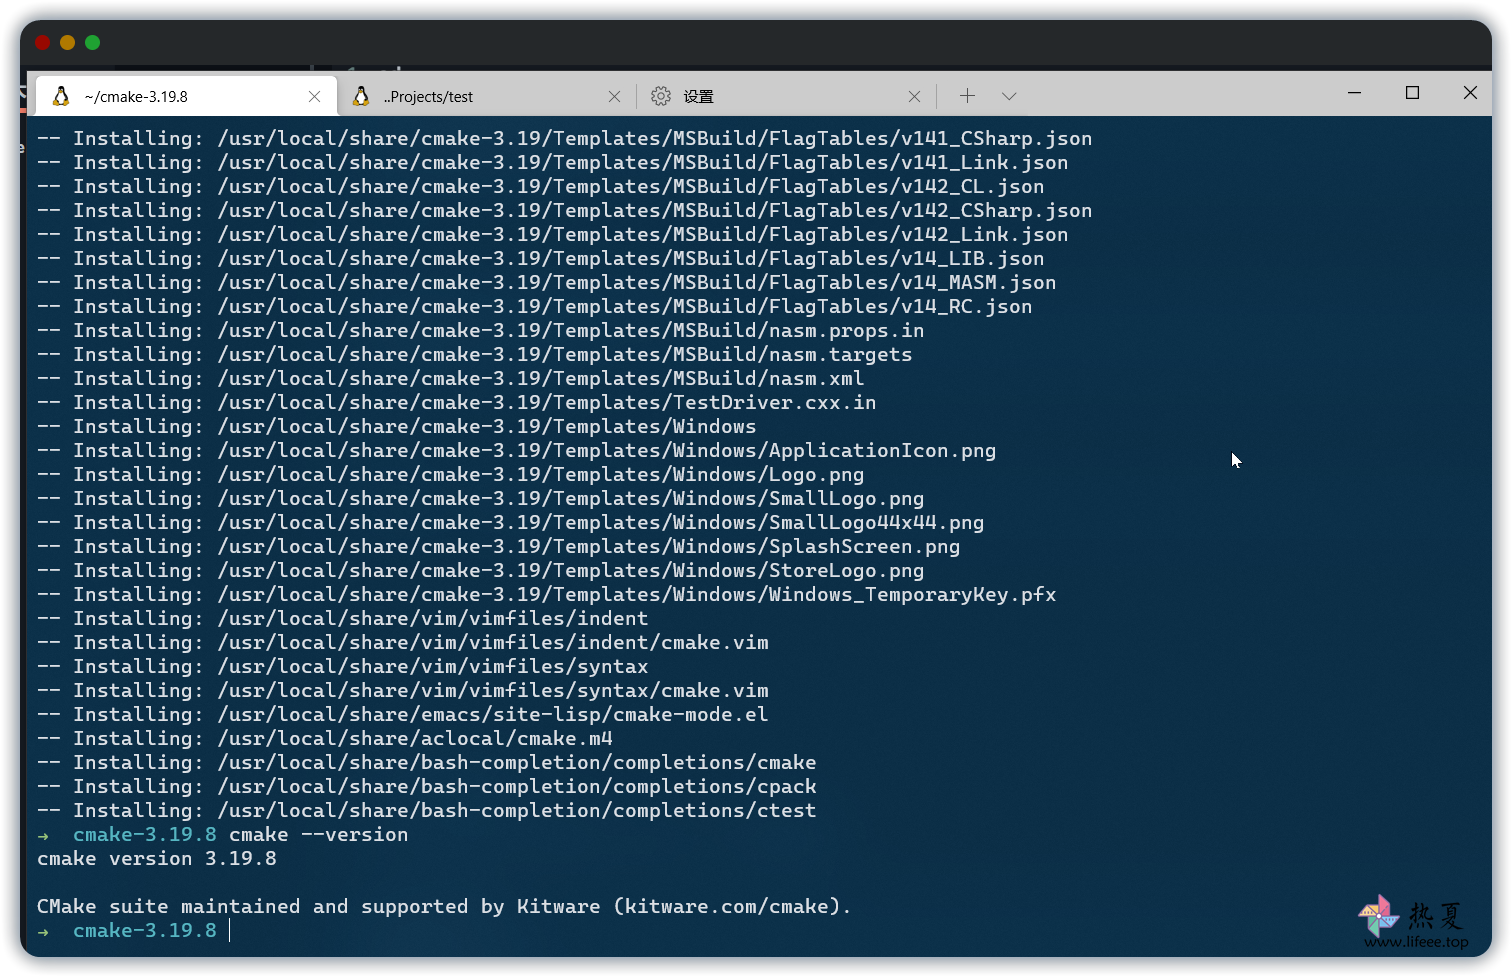 ~/cmake-3.19.8
..Projects/test
设置
-- Installing: /usr/local/share/cmake-3.19/Templates/MSBuild/FlagTables/v141_CSharp.json
-- Installing: /usr/local/share/cmake-3.19/Templates/MSBuild/FlagTables/v141_Link.json
-- Installing: /usr/local/share/cmake-3.19/Templates/MSBuild/FlagTables/v142_CL.json
-- Installing: /usr/local/share/cmake-3.19/Templates/MSBuild/FlagTables/v142_CSharp.json
-- Installing: /usr/local/share/cmake-3.19/Templates/MSBuild/FlagTables/v142_Link.json
-- Installing: /usr/local/share/cmake-3.19/Templates/MSBuild/FlagTables/v14_LIB.json
-- Installing: /usr/local/share/cmake-3.19/Templates/MSBuild/FlagTables/v14_MASM.json
-- Installing: /usr/local/share/cmake-3.19/Templates/MSBuild/FlagTables/v14_RC.json
-- Installing: /usr/local/share/cmake-3.19/Templates/MSBuild/nasm.props.in
-- Installing: /usr/local/share/cmake-3.19/Templates/MSBuild/nasm.targets
-- Installing: /usr/local/share/cmake-3.19/Templates/MSBuild/nasm.xml
-- Installing: /usr/local/share/cmake-3.19/Templates/TestDriver.cxx.in
-- Installing: /usr/local/share/cmake-3.19/Templates/Windows
-- Installing: /usr/local/share/cmake-3.19/Templates/Windows/ApplicationIcon.png
-- Installing: /usr/local/share/cmake-3.19/Templates/Windows/Logo.png
-- Installing: /usr/local/share/cmake-3.19/Templates/Windows/SmallLogo.png
-- Installing: /usr/local/share/cmake-3.19/Templates/Windows/SmallLogo44x44.png
-- Installing: /usr/local/share/cmake-3.19/Templates/Windows/SplashScreen.png
-- Installing: /usr/local/share/cmake-3.19/Templates/Windows/StoreLogo.png
-- Installing: /usr/local/share/cmake-3.19/Templates/Windows/Windows_TemporaryKey.pfx
-- Installing: /usr/local/share/vim/vimfiles/indent
-- Installing: /usr/local/share/vim/vimfiles/indent/cmake.vim
-- Installing: /usr/local/share/vim/vimfiles/syntax
-- Installing: /usr/local/share/vim/vimfiles/syntax/cmake.vim
-- Installing: /usr/local/share/emacs/site-lisp/cmake-mode.el
-- Installing: /usr/local/share/aclocal/cmake.m4
-- Installing: /usr/local/share/bash-completion/completions/cmake
-- Installing: /usr/local/share/bash-completion/completions/cpack
-- Installing: /usr/local/share/bash-completion/completions/ctest
→ cmake-3.19.8 cmake --version
cmake version 3.19.8
CMake suite maintained and supported by Kitware (kitware.com/cmake).
→ cmake-3.19.8
热夏
www.lifeee.top